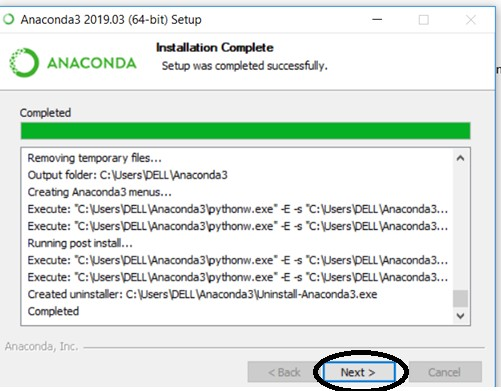 Anaconda3 2019.03 (64-bit) Setup
Installation Complete
ANACONDA
Setup was completed successfully.
Completed
Removing temporary files...
Output folder: C:\Users\DELL\Anaconda3
Creating Anaconda3 menus...
Execute: "C:\Users\DELL\Anaconda3\pythonw.exe" -E -s "C:\Users\DELL\Anaconda3...
Execute: "C:\Users\DELL\Anaconda3\pythonw.exe" -E -s "C:\Users\DELL\Anaconda3...
Running post install...
Execute: "C:\Users\DELL\Anaconda3\pythonw.exe" -E -s "C:\Users\DELL\Anaconda3...
Execute: "C:\Users\DELL\Anaconda3\pythonw.exe" -E -s "C:\Users\DELL\Anaconda3...
Created uninstaller: C:\Users\DELL\Anaconda3\Uninstall-Anaconda3.exe
Completed
Anaconda, Inc.
< Back Next > Cancel